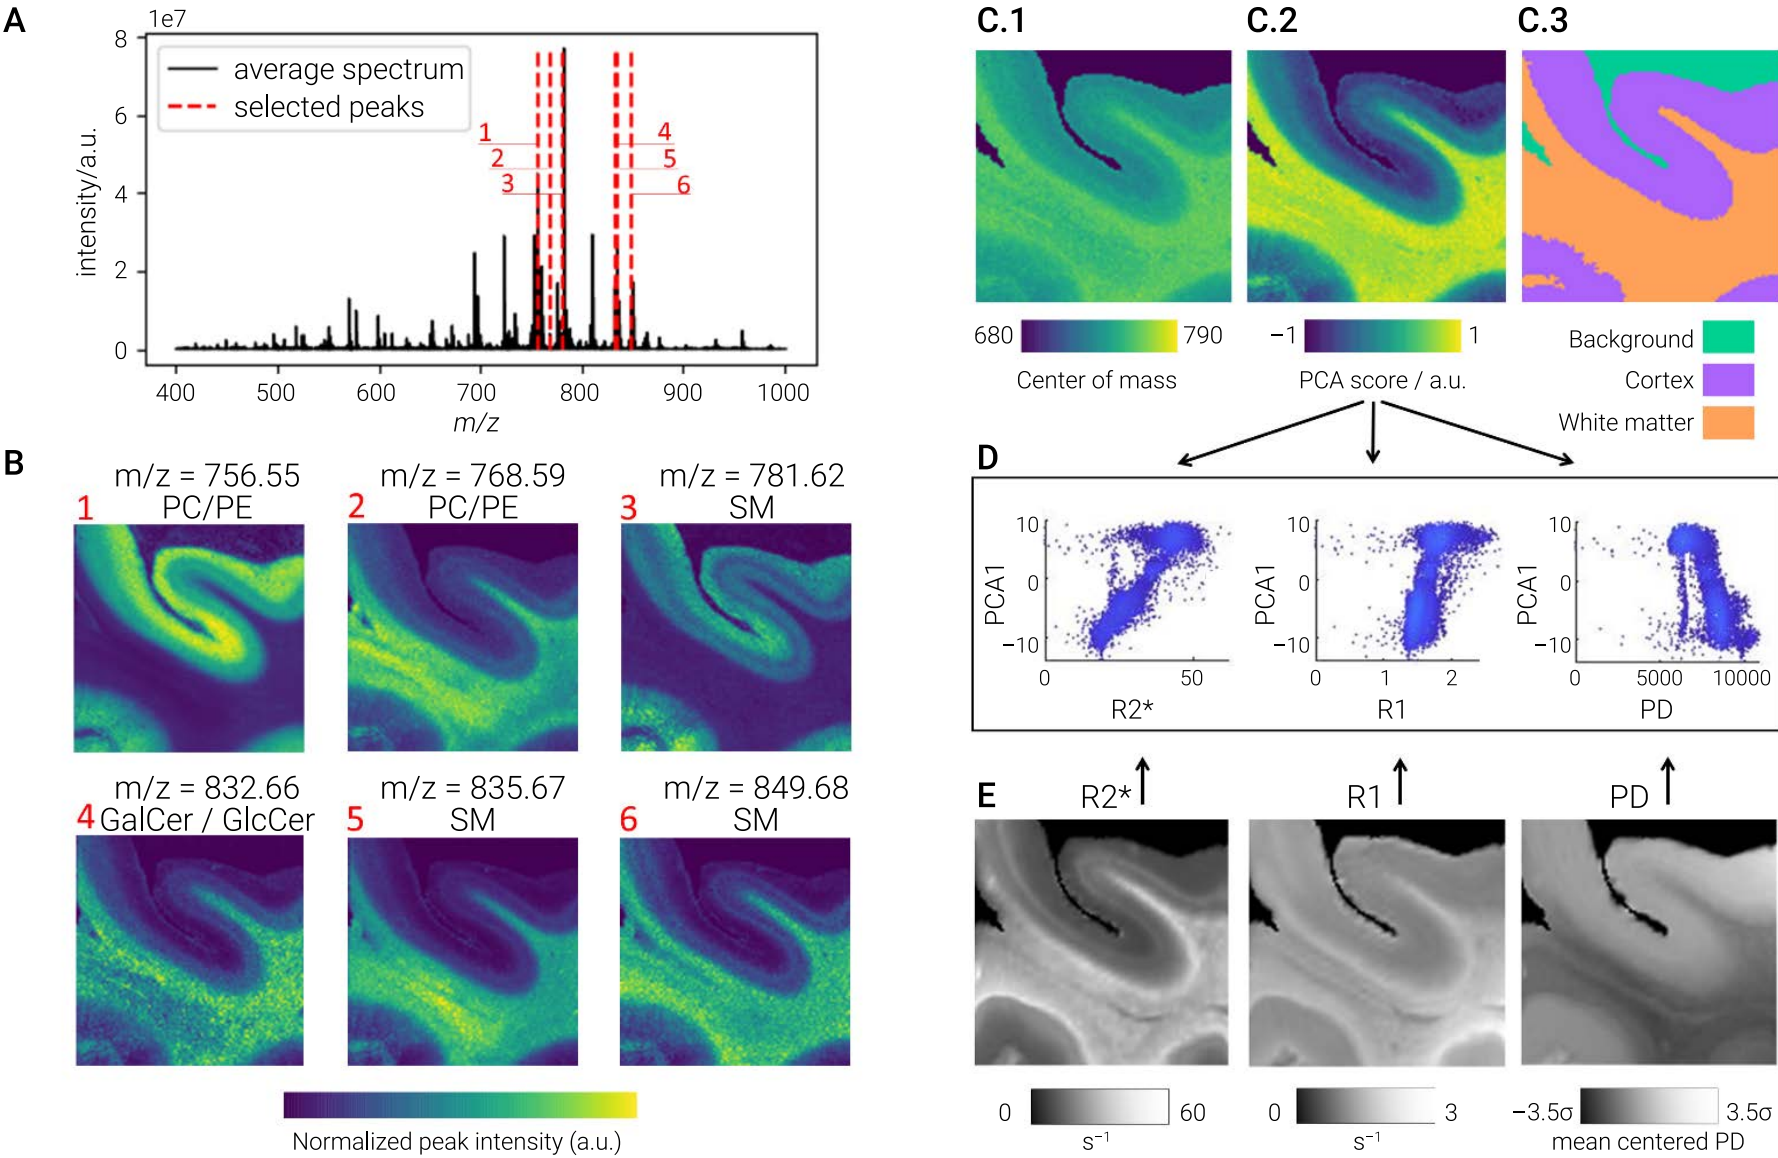 A
1e7
8
6
4
2
0
intensity/a.u.
average spectrum
selected peaks
1
2
3
4
5
6
400 500 600 700 800 900 1000
m/z
B
m/z = 756.55
PC/PE
1
m/z = 768.59
PC/PE
2
m/z = 781.62
SM
3
m/z = 832.66
GalCer / GlcCer
4
m/z = 835.67
SM
5
m/z = 849.68
SM
6
Normalized peak intensity (a.u.)
C.1
680 790
Center of mass
C.2
−1 1
PCA score / a.u.
C.3
Background
Cortex
White matter
D
10
0
−10
PCA1
0 50
R2*
10
0
−10
PCA1
0 1 2
R1
10
0
−10
PCA1
0 5000 10000
PD
E
R2*
R1
PD
0 60
s⁻¹
0 3
s⁻¹
−3.5σ 3.5σ
mean centered PD